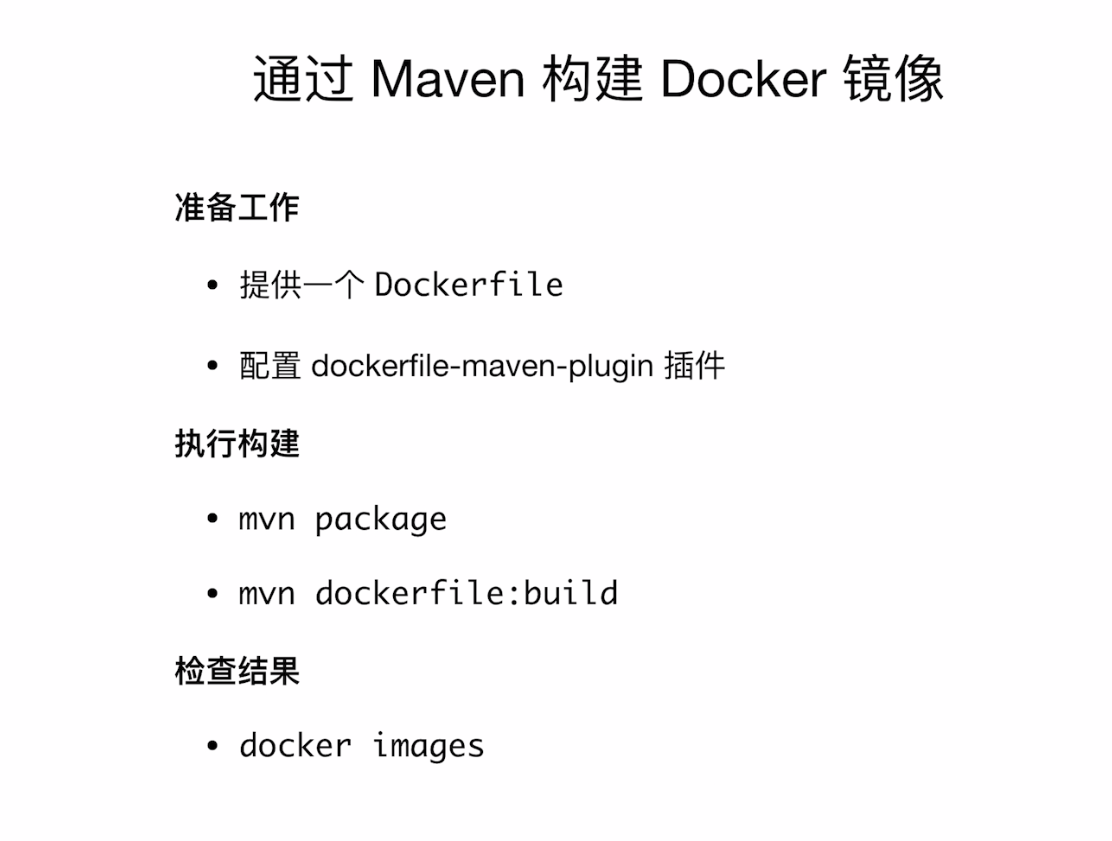 通过 Maven 构建 Docker 镜像
准备工作
• 提供一个 Dockerfile
• 配置 dockerfile-maven-plugin 插件
执行构建
• mvn package
• mvn dockerfile:build
检查结果
• docker images